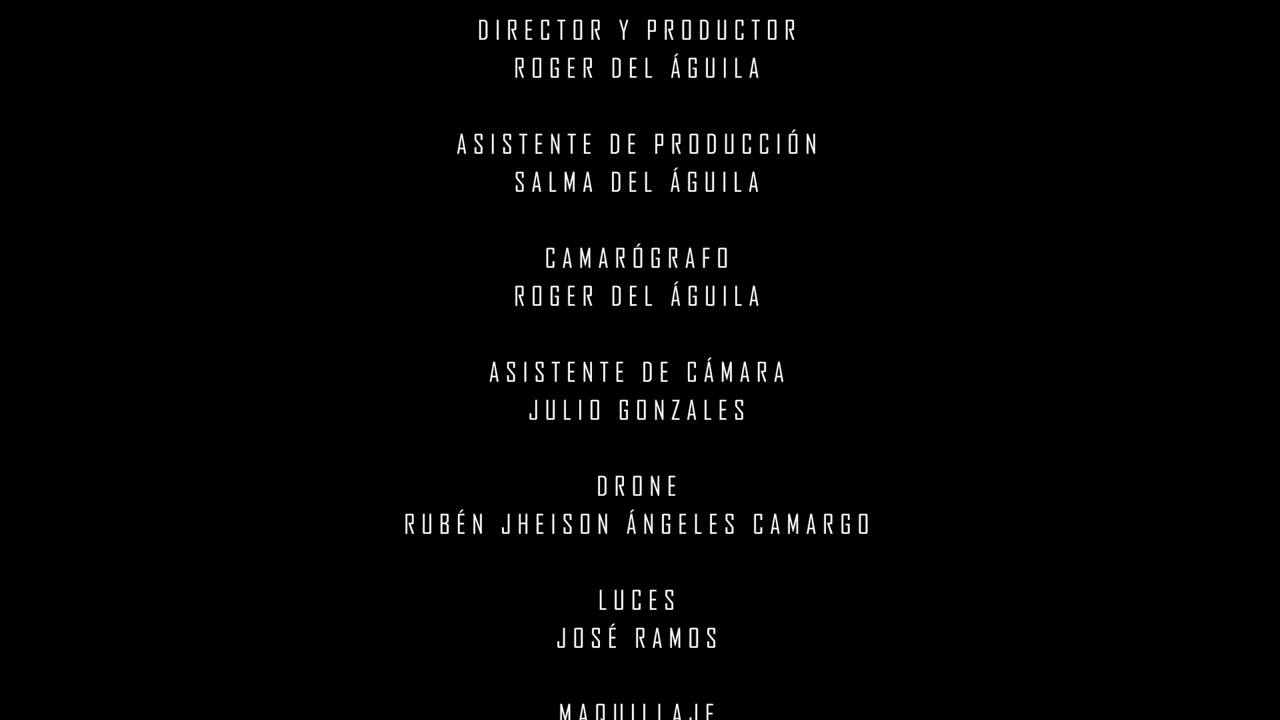 DIRECTOR Y PRODUCTOR
ROGER DEL ÁGUILA
ASISTENTE DE PRODUCCIÓN
SALMA DEL ÁGUILA
CAMARÓGRAFO
ROGER DEL ÁGUILA
ASISTENTE DE CÁMARA
JULIO GONZALES
DRONE
RUBÉN JHEISON ÁNGELES CAMARGO
LUCES
JOSÉ RAMOS
MAQUILLAJE